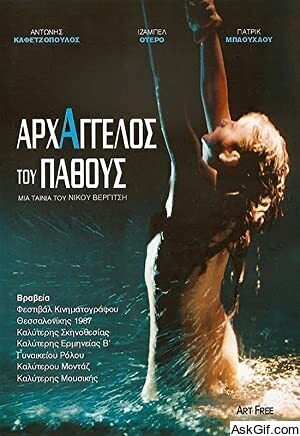 ΑΝΤΩΝΗΣ ΙΖΑΜΠΕΛ ΠΑΤΡΙΚ
ΚΑΦΕΤΖΟΠΟΥΛΟΣ ΟΤΕΡΟ ΜΠΑΟΥΧΑΟΥ
ΑΡΧΑΓΓΕΛΟΣ
ΤΟΥ ΠΑΘΟΥΣ
ΜΙΑ ΤΑΙΝΙΑ ΤΟΥ ΝΙΚΟΥ ΒΕΡΓΙΤΣΗ
Βραβεία
Φεστιβάλ Κινηματογράφου
Θεσσαλονίκης 1987
Καλύτερης Σκηνοθεσίας
Καλύτερης Ερμηνείας Β'
Γυναικείου Ρόλου
Καλύτερου Μοντάζ
Καλύτερης Μουσικής
ART FREE
AskGif.com